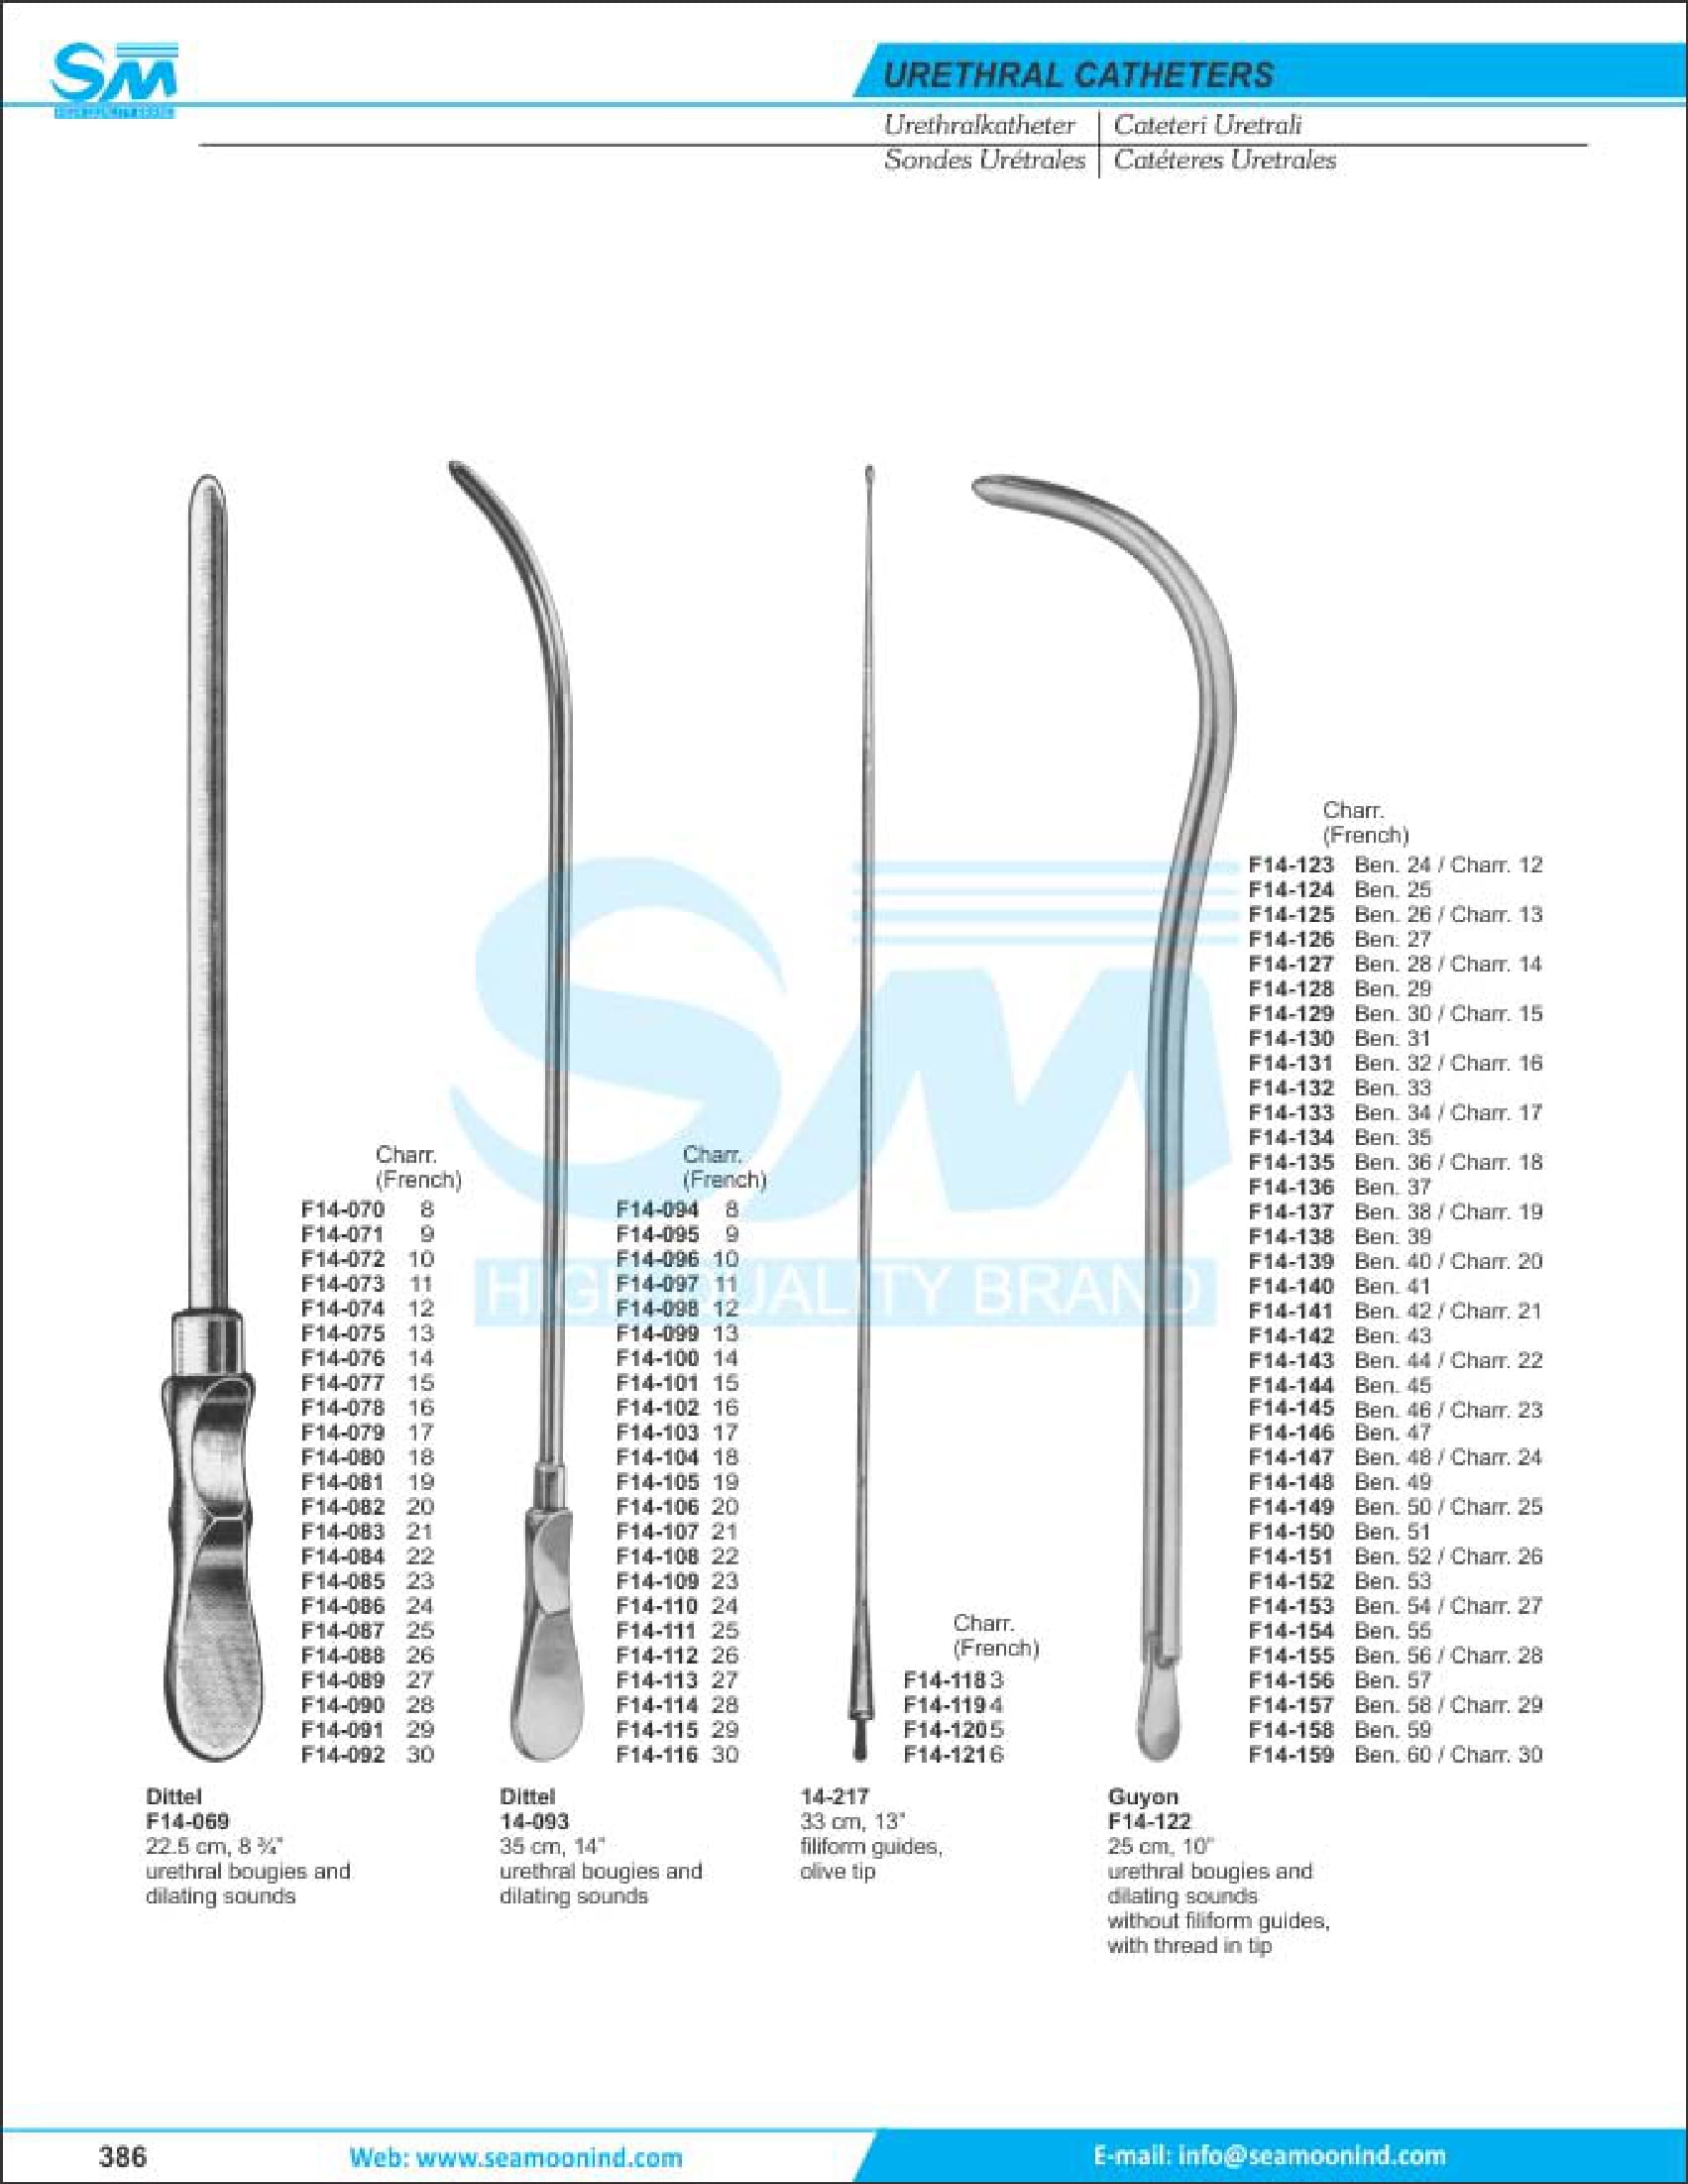 SM
HIGH QUALITY BRAND
URETHRAL CATHETERS
Urethralkatheter | Cateteri Uretrali
Sondes Urétrales | Catéteres Uretrales
Charr.
(French)
F14-070 8
F14-071 9
F14-072 10
F14-073 11
F14-074 12
F14-075 13
F14-076 14
F14-077 15
F14-078 16
F14-079 17
F14-080 18
F14-081 19
F14-082 20
F14-083 21
F14-084 22
F14-085 23
F14-086 24
F14-087 25
F14-088 26
F14-089 27
F14-090 28
F14-091 29
F14-092 30
Dittel
F14-069
22.5 cm, 8 ¾"
urethral bougies and
dilating sounds
Charr.
(French)
F14-094 8
F14-095 9
F14-096 10
F14-097 11
F14-098 12
F14-099 13
F14-100 14
F14-101 15
F14-102 16
F14-103 17
F14-104 18
F14-105 19
F14-106 20
F14-107 21
F14-108 22
F14-109 23
F14-110 24
F14-111 25
F14-112 26
F14-113 27
F14-114 28
F14-115 29
F14-116 30
Dittel
14-093
35 cm, 14"
urethral bougies and
dilating sounds
Charr.
(French)
F14-118 3
F14-119 4
F14-120 5
F14-121 6
14-217
33 cm, 13"
filiform guides,
olive tip
Charr.
(French)
F14-123 Ben. 24 / Charr. 12
F14-124 Ben. 25
F14-125 Ben. 26 / Charr. 13
F14-126 Ben. 27
F14-127 Ben. 28 / Charr. 14
F14-128 Ben. 29
F14-129 Ben. 30 / Charr. 15
F14-130 Ben. 31
F14-131 Ben. 32 / Charr. 16
F14-132 Ben. 33
F14-133 Ben. 34 / Charr. 17
F14-134 Ben. 35
F14-135 Ben. 36 / Charr. 18
F14-136 Ben. 37
F14-137 Ben. 38 / Charr. 19
F14-138 Ben. 39
F14-139 Ben. 40 / Charr. 20
F14-140 Ben. 41
F14-141 Ben. 42 / Charr. 21
F14-142 Ben. 43
F14-143 Ben. 44 / Charr. 22
F14-144 Ben. 45
F14-145 Ben. 46 / Charr. 23
F14-146 Ben. 47
F14-147 Ben. 48 / Charr. 24
F14-148 Ben. 49
F14-149 Ben. 50 / Charr. 25
F14-150 Ben. 51
F14-151 Ben. 52 / Charr. 26
F14-152 Ben. 53
F14-153 Ben. 54 / Charr. 27
F14-154 Ben. 55
F14-155 Ben. 56 / Charr. 28
F14-156 Ben. 57
F14-157 Ben. 58 / Charr. 29
F14-158 Ben. 59
F14-159 Ben. 60 / Charr. 30
Guyon
F14-122
25 cm, 10"
urethral bougies and
dilating sounds
without filiform guides,
with thread in tip
SM
HIGH QUALITY BRAND
386
Web: www.seamoonind.com
E-mail: info@seamoonind.com